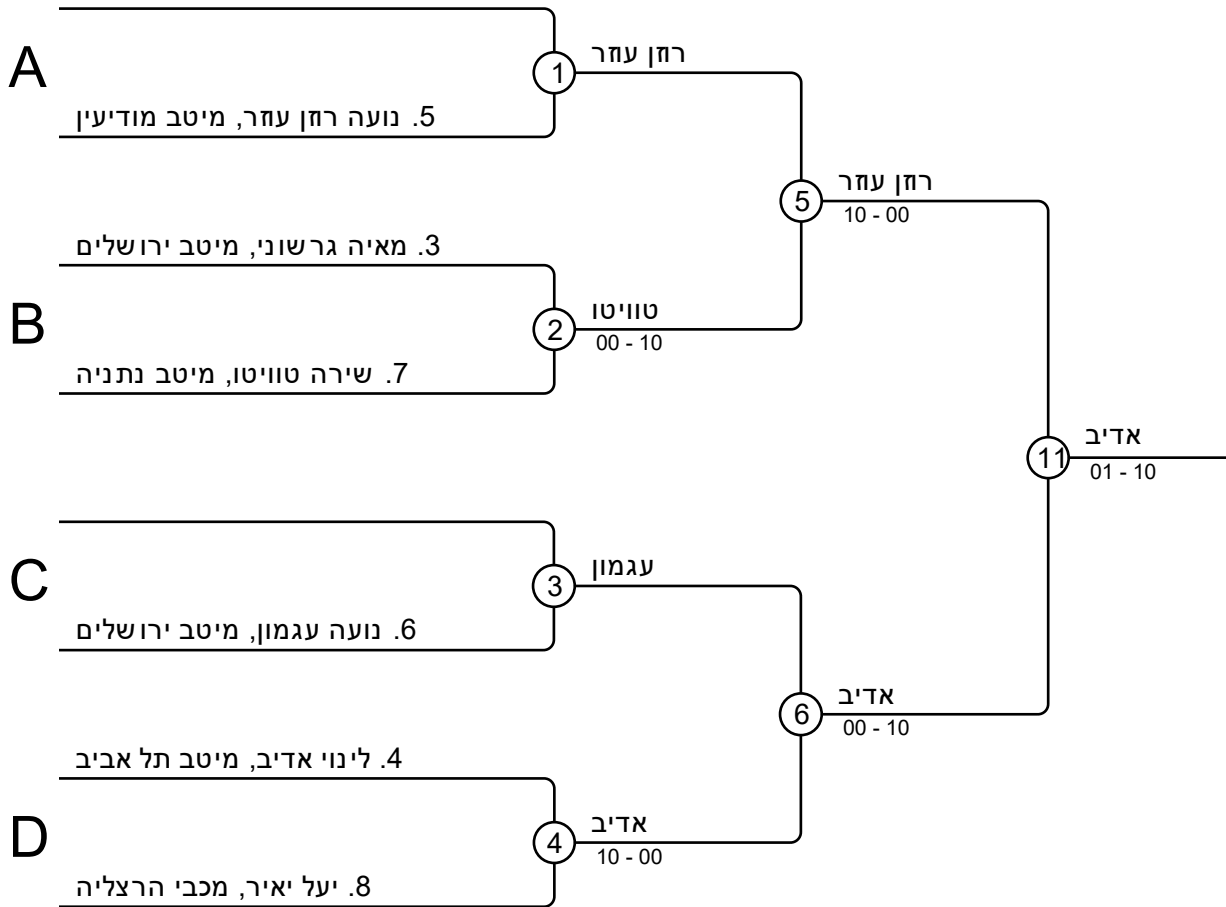 A
5. נועה רוזן עוזר, מיטב מודיעין
1
רוזן עוזר
B
3. מאיה גרשוני, מיטב ירושלים
7. שירה טוויטו, מיטב נתניה
2
טוויטו
00 - 10
5
רוזן עוזר
10 - 00
C
6. נועה עגמון, מיטב ירושלים
3
עגמון
D
4. לינוי אדיב, מיטב תל אביב
8. יעל יאיר, מכבי הרצליה
4
אדיב
10 - 00
6
אדיב
00 - 10
11
אדיב
01 - 10